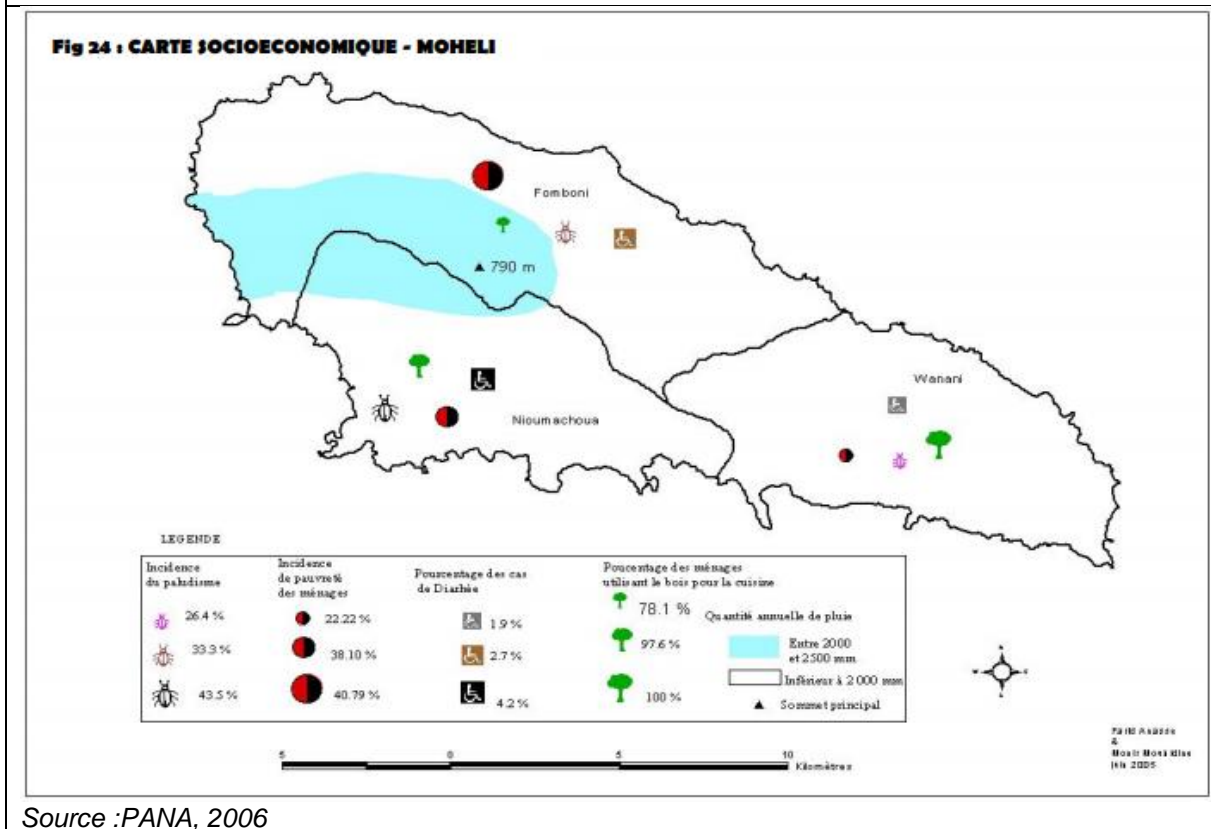 Fig 24 : CARTE SOCIOECONOMIQUE - MOHELI
Fomboni
790 m
Wanani
Nioumachoua
LEGENDE
Incidence
du paludisme
26.4 %
33.3 %
43.5 %
Incidence
de pauvreté
des ménages
22.22 %
38.10 %
40.79 %
Pourcentage des cas
de Diarhée
1.9 %
2.7 %
4.2 %
Poucentage des ménages
utilisant le bois pour la cuisine
78.1 %
97.6 %
100 %
Quantité annuelle de pluie
Entre 2000
et 2500 mm
Inférieur à 2 000 mm
Sommet principal
5 0 5 10
Kilomètres
&
2005
Source :PANA, 2006